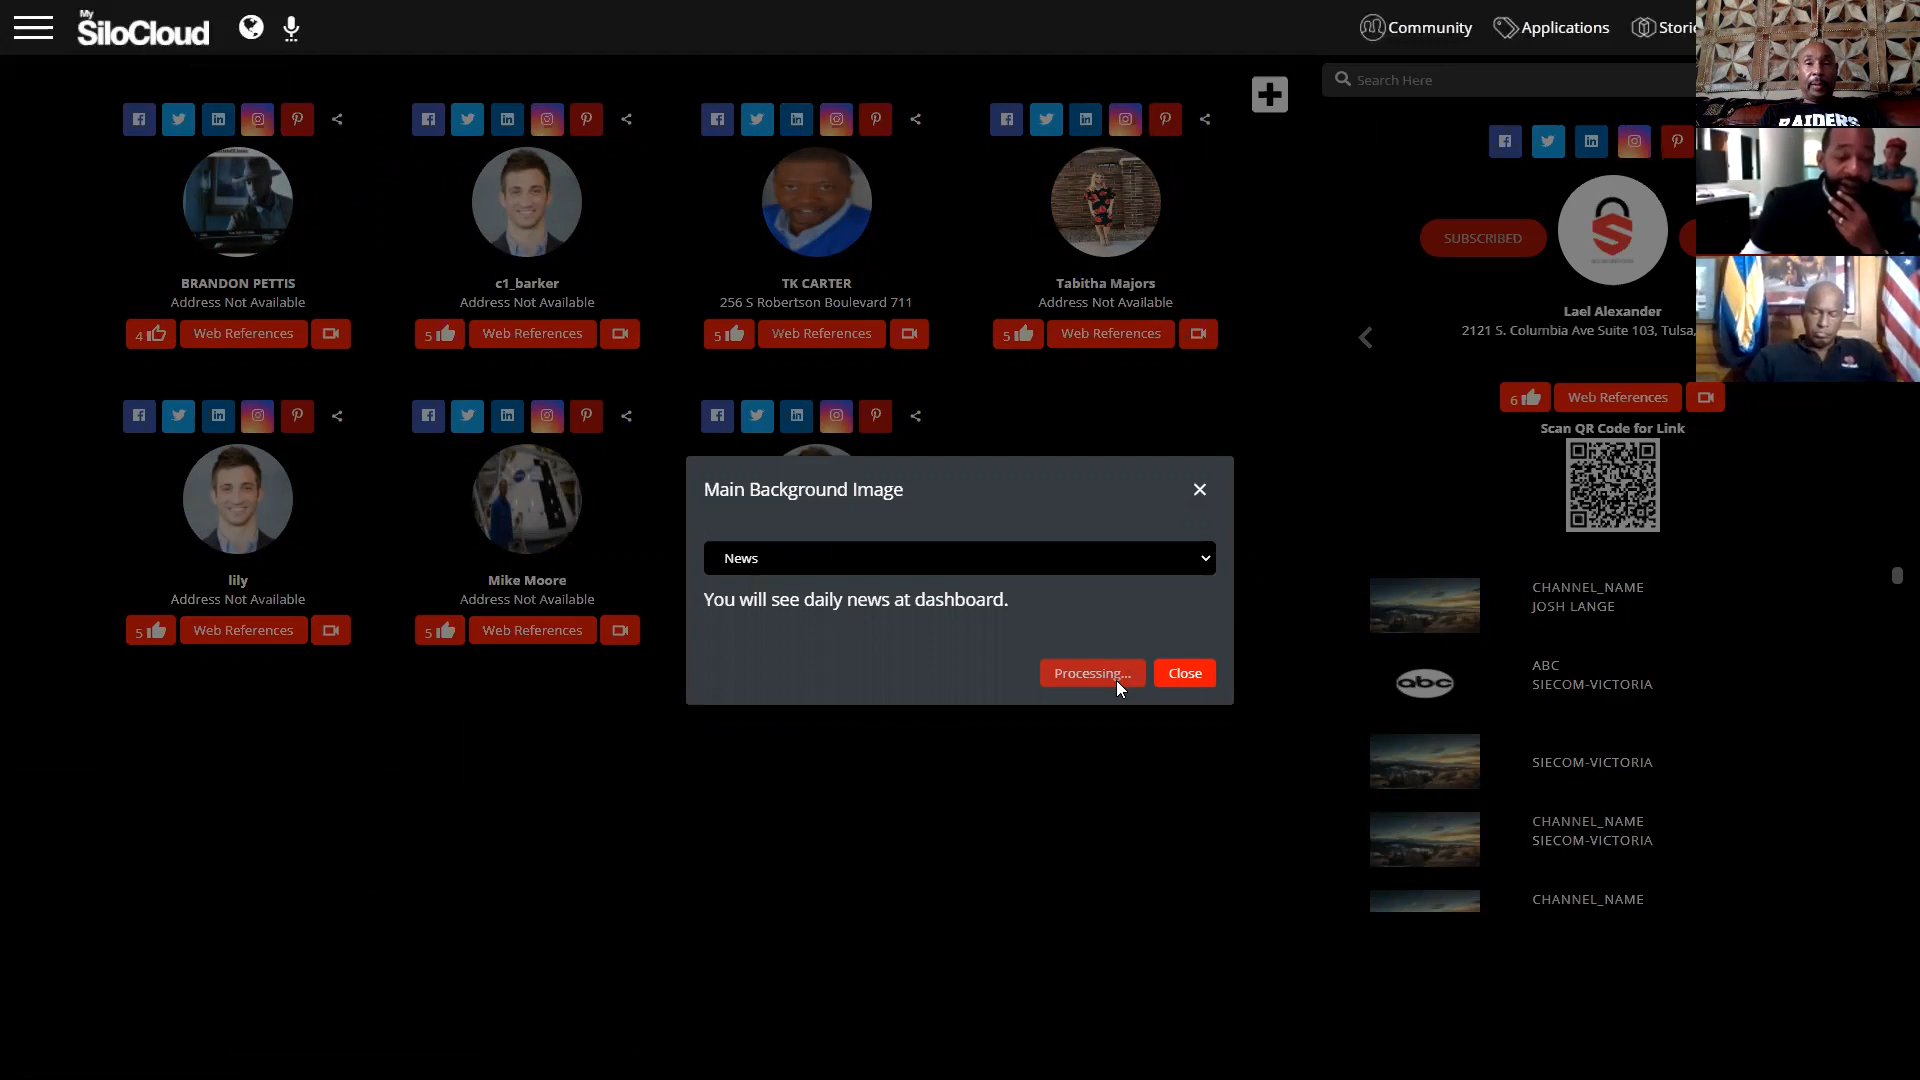 My
SiloCloud
Community
Applications
Storie
Search Here
RAIDERS
BRANDON PETTIS
Address Not Available
4
Web References
c1_barker
Address Not Available
5
Web References
TK CARTER
256 S Robertson Boulevard 711
5
Web References
Tabitha Majors
Address Not Available
5
Web References
SUBSCRIBED
Lael Alexander
2121 S. Columbia Ave Suite 103, Tulsa,
6
Web References
Scan QR Code for Link
lily
Address Not Available
5
Web References
Mike Moore
Address Not Available
5
Web References
Main Background Image
News
You will see daily news at dashboard.
Processing...
Close
CHANNEL_NAME
JOSH LANGE
abc
ABC
SIECOM-VICTORIA
SIECOM-VICTORIA
CHANNEL_NAME
SIECOM-VICTORIA
CHANNEL_NAME